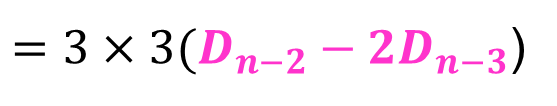 = 3 × 3(Dₙ₋₂ − 2Dₙ₋₃)